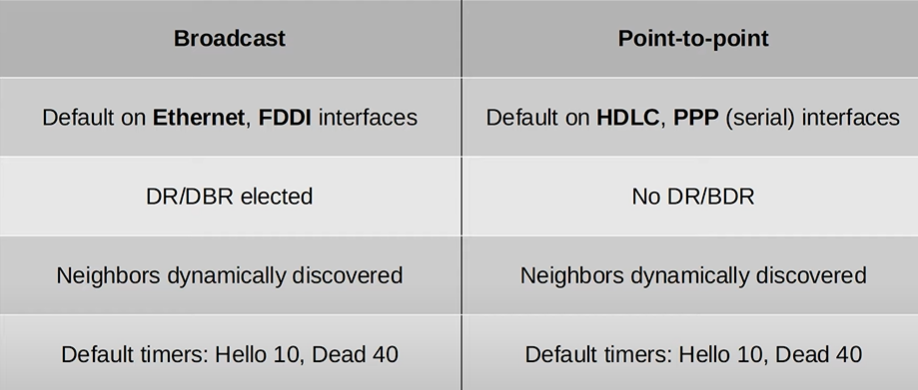 Broadcast
Point-to-point
Default on Ethernet, FDDI interfaces
Default on HDLC, PPP (serial) interfaces
DR/DBR elected
No DR/BDR
Neighbors dynamically discovered
Neighbors dynamically discovered
Default timers: Hello 10, Dead 40
Default timers: Hello 10, Dead 40